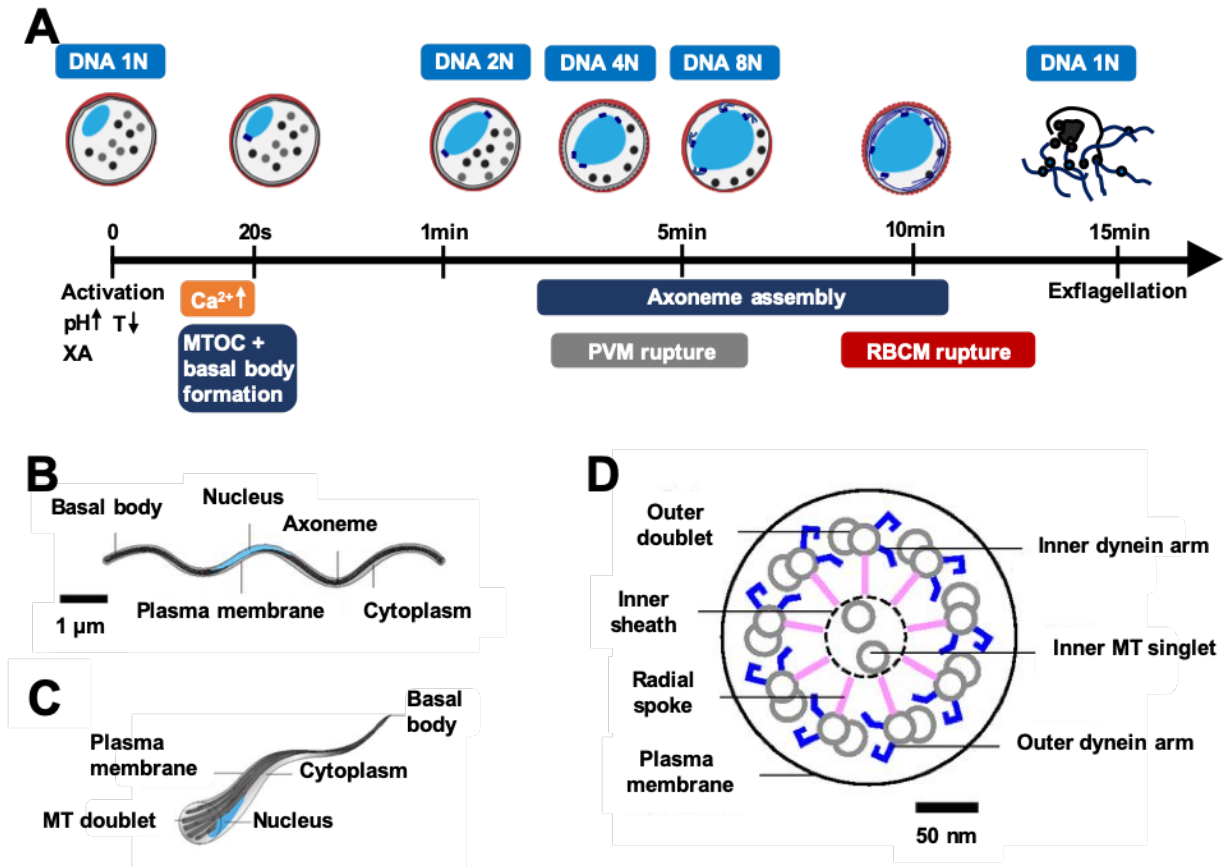 A
DNA 1N
DNA 2N
DNA 4N
DNA 8N
DNA 1N
0
20s
1min
5min
10min
15min
Activation
pH↑ T↓
XA
Ca²⁺↑
MTOC +
basal body
formation
Axoneme assembly
PVM rupture
RBCM rupture
Exflagellation
B
Basal body
Nucleus
Axoneme
Plasma membrane
Cytoplasm
1 µm
C
Basal
body
Plasma
membrane
Cytoplasm
MT doublet
Nucleus
D
Outer
doublet
Inner dynein arm
Inner
sheath
Inner MT singlet
Radial
spoke
Outer dynein arm
Plasma
membrane
50 nm